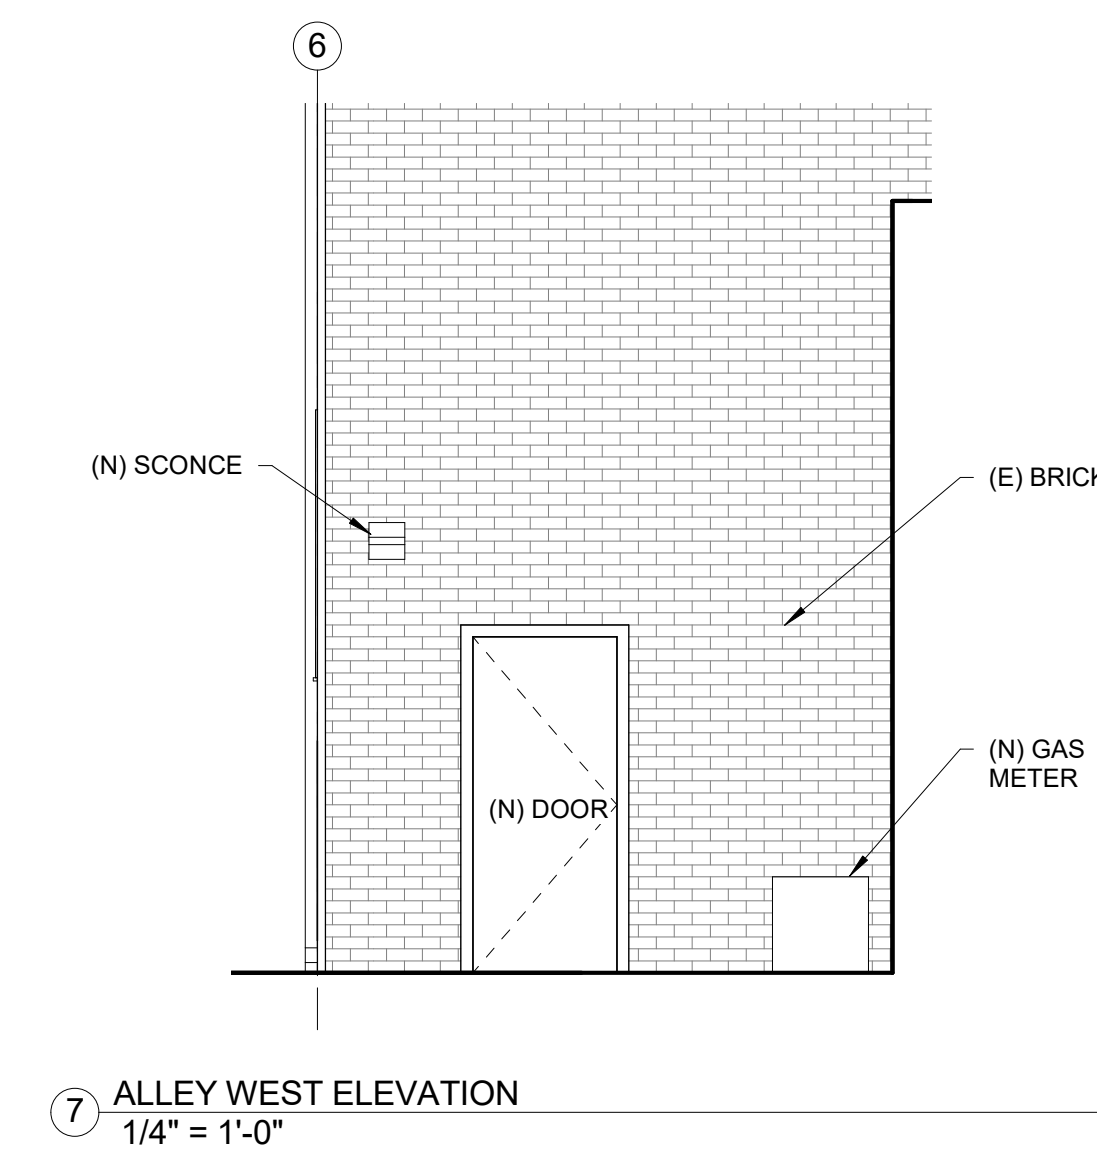 6
(N) SCONCE
(E) BRICK
(N) GAS
METER
(N) DOOR
7
ALLEY WEST ELEVATION
1/4" = 1'-0"